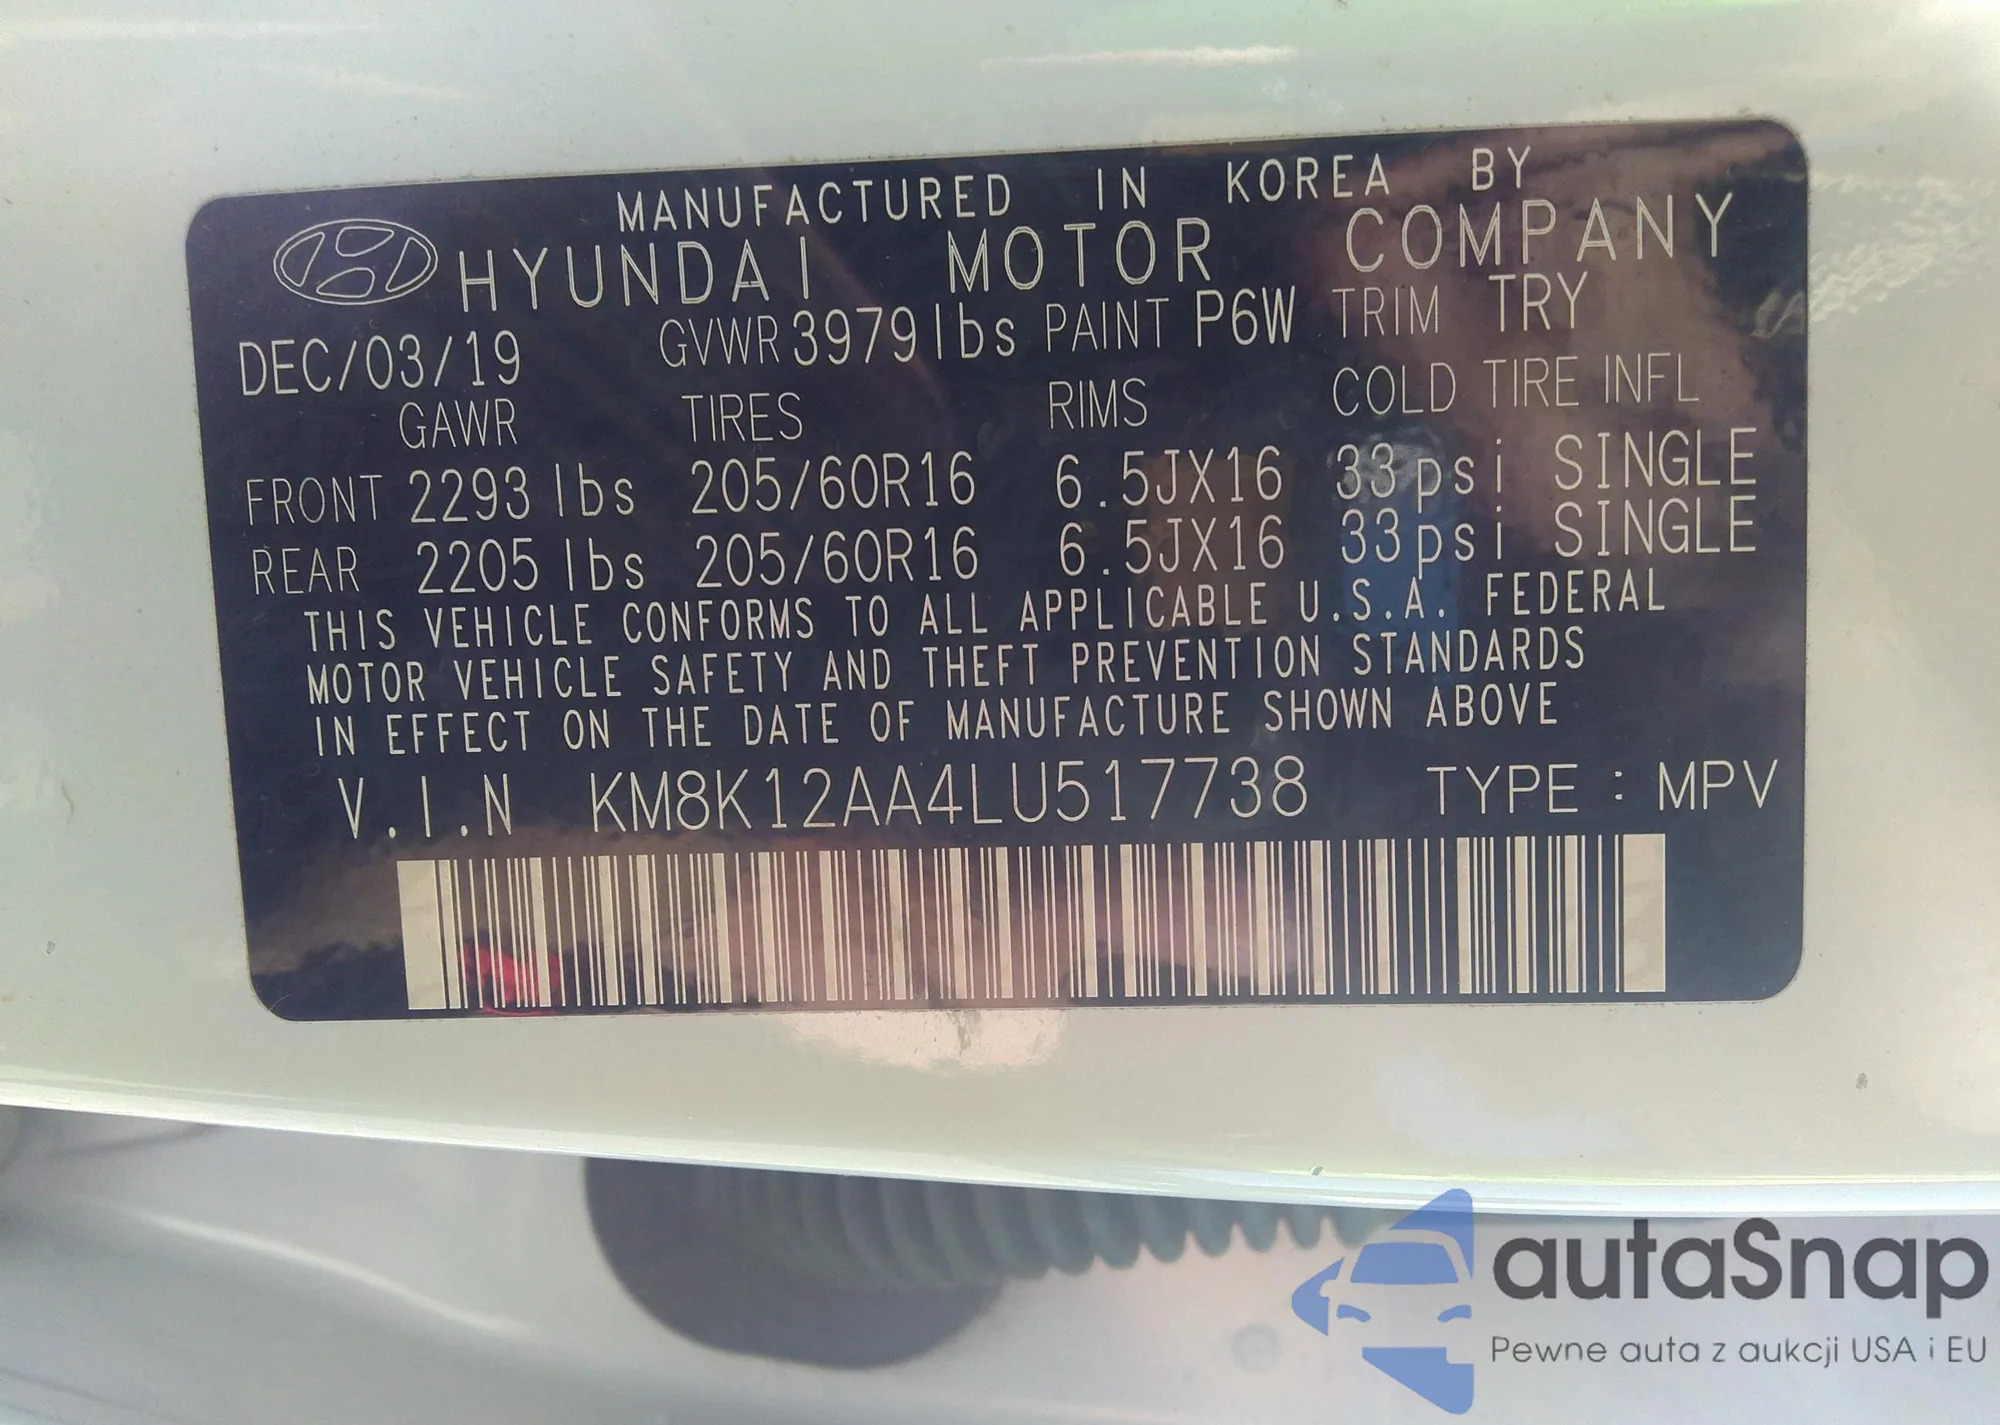 MANUFACTURED IN KOREA BY
HYUNDAI MOTOR COMPANY
DEC/03/19 GVWR 3979 lbs PAINT P6W TRIM TRY
GAWR TIRES RIMS COLD TIRE INFL
FRONT 2293 lbs 205/60R16 6.5JX16 33psi SINGLE
REAR 2205 lbs 205/60R16 6.5JX16 33psi SINGLE
THIS VEHICLE CONFORMS TO ALL APPLICABLE U.S.A. FEDERAL
MOTOR VEHICLE SAFETY AND THEFT PREVENTION STANDARDS
IN EFFECT ON THE DATE OF MANUFACTURE SHOWN ABOVE
V.I.N KM8K12AA4LU517738 TYPE : MPV
autaSnap
Pewne auta z aukcji USA i EU